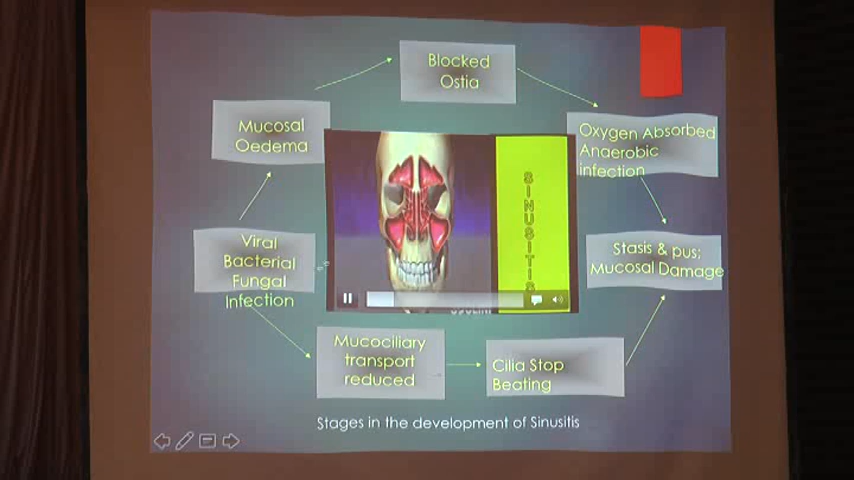 Blocked
Ostia
Mucosal
Oedema
Oxygen Absorbed
Anaerobic
infection
SINUSITIS
Viral
Bacterial
Fungal
Infection
Stasis & pus;
Mucosal Damage
Mucociliary
transport
reduced
Cilia Stop
Beating
Stages in the development of Sinusitis